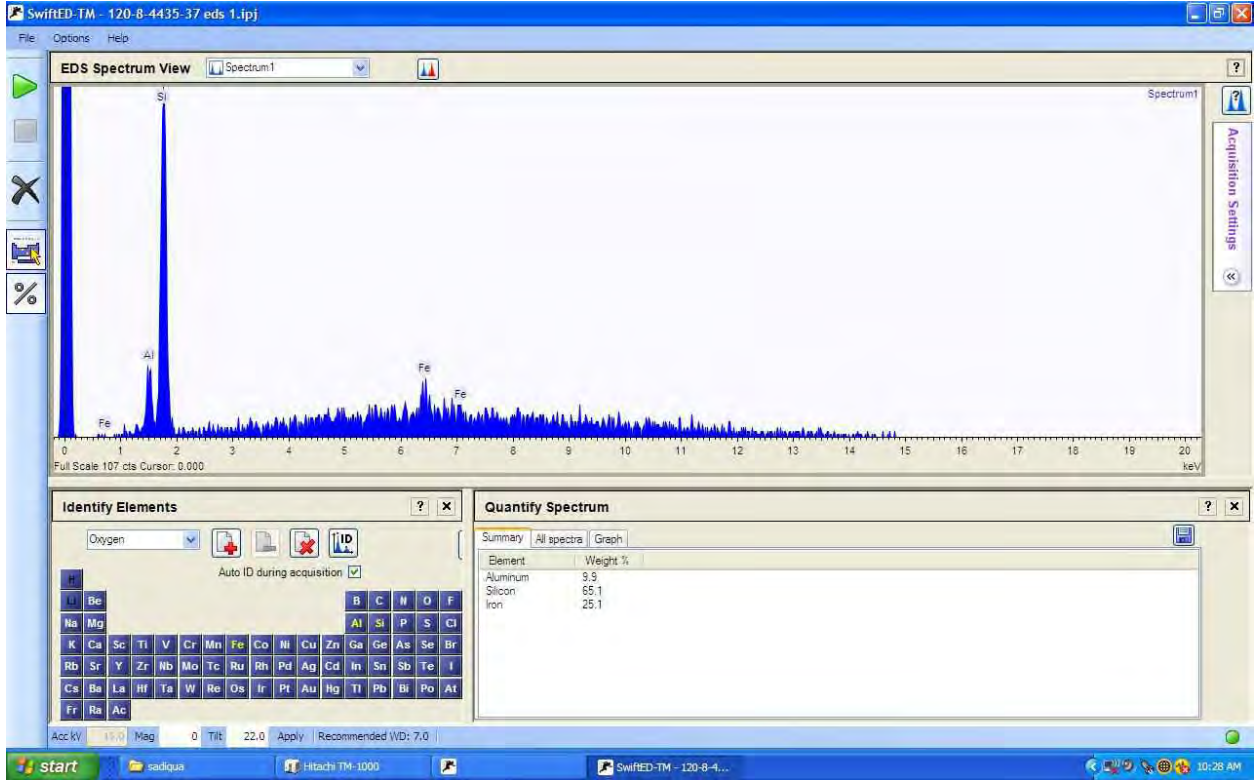 SwiftED-TM - 120-8-4435-37 eds 1.ipj
File Options Help
EDS Spectrum View Spectrum1 ?
Spectrum1
Si
Al
Fe
Fe
Fe
Acquisition Settings
0 1 2 3 4 5 6 7 8 9 10 11 12 13 14 15 16 17 18 19 20
Full Scale 107 cts Cursor: 0.000 keV
Identify Elements ?
Oxygen ID
Auto ID during acquisition
H
Li Be B C N O F
Na Mg Al Si P S Cl
K Ca Sc Ti V Cr Mn Fe Co Ni Cu Zn Ga Ge As Se Br
Rb Sr Y Zr Nb Mo Tc Ru Rh Pd Ag Cd In Sn Sb Te I
Cs Ba La Hf Ta W Re Os Ir Pt Au Hg Tl Pb Bi Po At
Fr Ra Ac
Quantify Spectrum ?
Summary All spectra Graph
Element Weight %
Aluminum 9.9
Silicon 65.1
Iron 25.1
Acc kV 15.0 Mag 0 Tilt 22.0 Apply Recommended WD: 7.0
start sadiqua Hitachi TM-1000 SwiftED-TM - 120-8-4... 10:28 AM